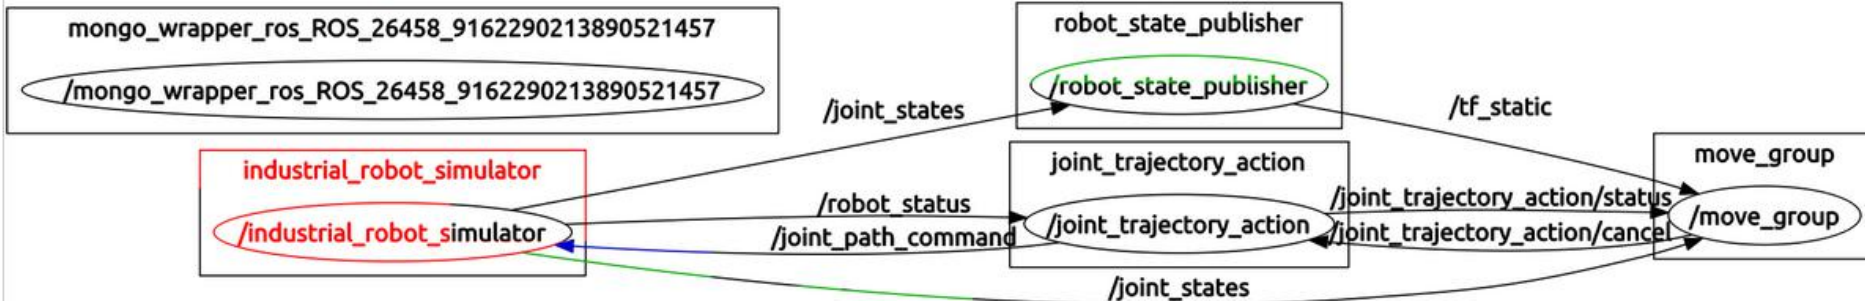 mongo_wrapper_ros_ROS_26458_9162290213890521457
/mongo_wrapper_ros_ROS_26458_9162290213890521457
robot_state_publisher
/robot_state_publisher
/joint_states
/tf_static
industrial_robot_simulator
/industrial_robot_simulator
/robot_status
/joint_path_command
joint_trajectory_action
/joint_trajectory_action
/joint_trajectory_action/status
/joint_trajectory_action/cancel
move_group
/move_group
/joint_states